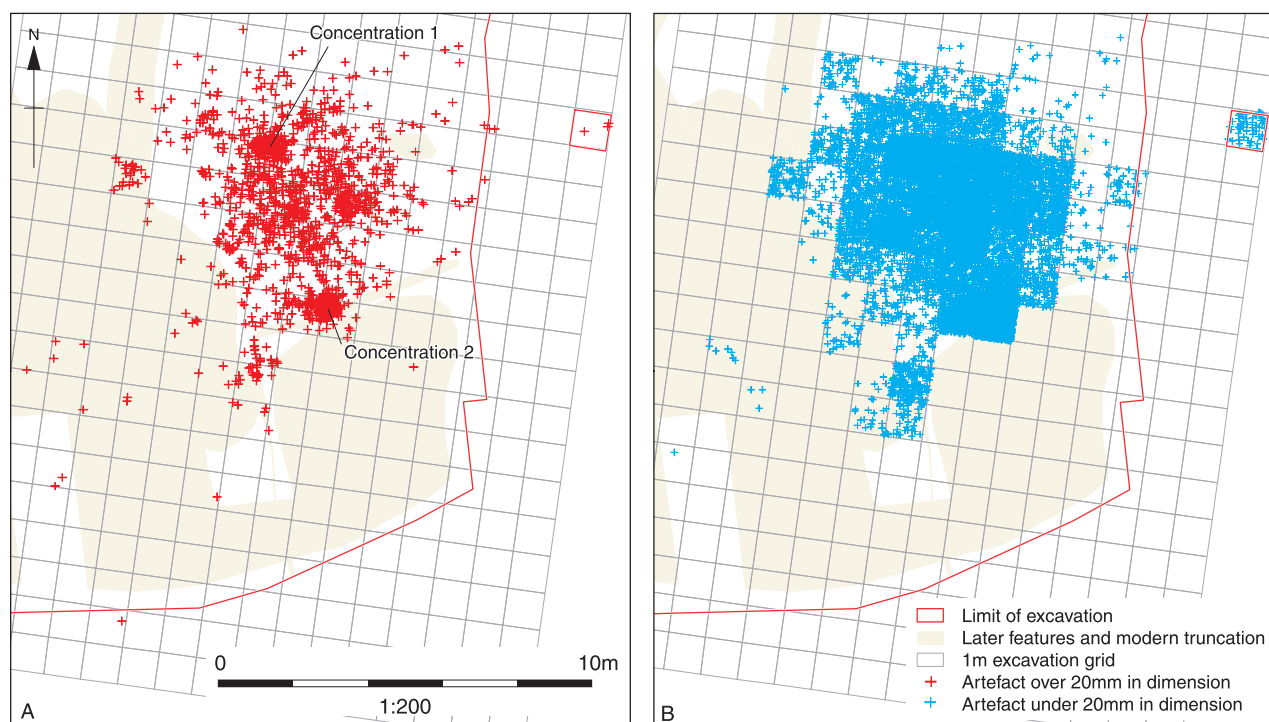 N
Concentration 1
Concentration 2
0
10m
1:200
A
Limit of excavation
Later features and modern truncation
1m excavation grid
Artefact over 20mm in dimension
Artefact under 20mm in dimension
B